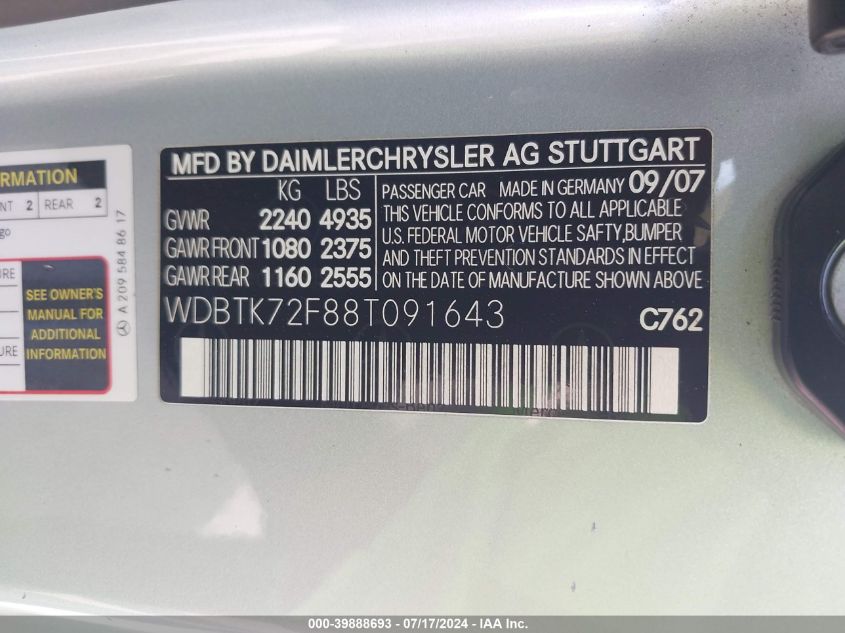 RMATION
NT 2 REAR 2
go
URE
SEE OWNER'S
MANUAL FOR
ADDITIONAL
INFORMATION
URE
A 209 584 86 17
MFD BY DAIMLERCHRYSLER AG STUTTGART
KG LBS
GVWR 2240 4935
GAWR FRONT 1080 2375
GAWR REAR 1160 2555
PASSENGER CAR MADE IN GERMANY 09/07
THIS VEHICLE CONFORMS TO ALL APPLICABLE
U.S. FEDERAL MOTOR VEHICLE SAFTY,BUMPER
AND THEFT PREVENTION STANDARDS IN EFFECT
ON THE DATE OF MANUFACTURE SHOWN ABOVE
WDBTK72F88T091643
C762
000-39888693 - 07/17/2024 - IAA Inc.